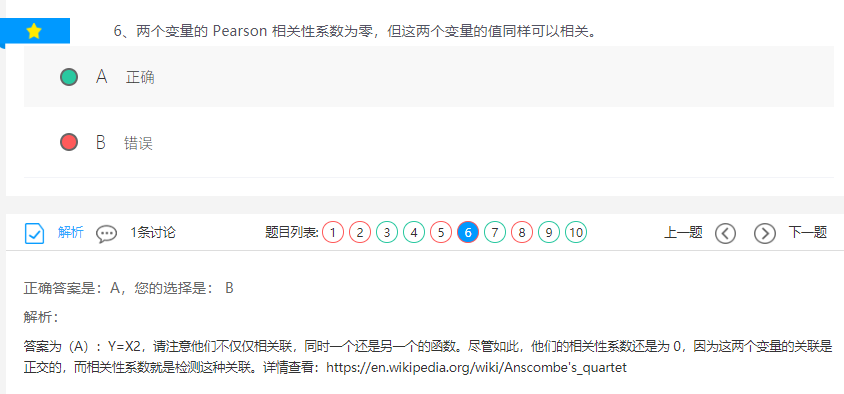 6、两个变量的 Pearson 相关性系数为零，但这两个变量的值同样可以相关。
A 正确
B 错误
解析 1条讨论 题目列表: 1 2 3 4 5 6 7 8 9 10 上一题 下一题
正确答案是：A，您的选择是： B
解析：
答案为（A）：Y=X2，请注意他们不仅仅相关联，同时一个还是另一个的函数。尽管如此，他们的相关性系数还是为 0，因为这两个变量的关联是
正交的，而相关性系数就是检测这种关联。详情查看：https://en.wikipedia.org/wiki/Anscombe's_quartet